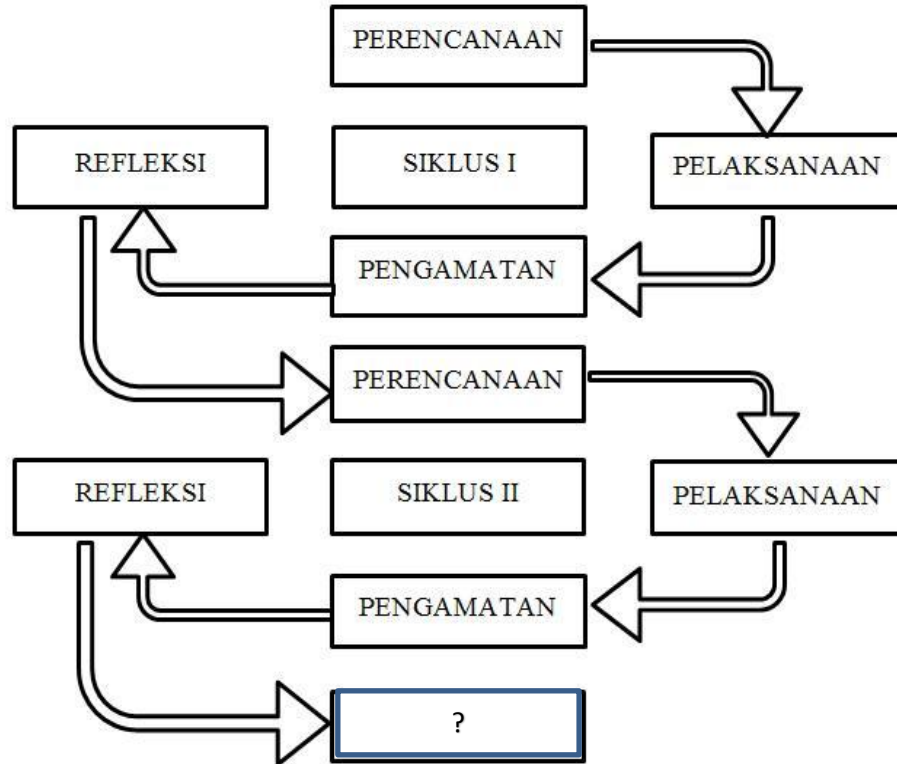 PERENCANAAN
REFLEKSI
SIKLUS I
PELAKSANAAN
PENGAMATAN
PERENCANAAN
REFLEKSI
SIKLUS II
PELAKSANAAN
PENGAMATAN
?